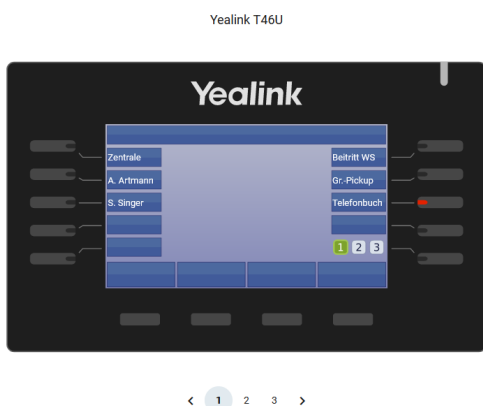 Yealink T46U
Yealink
Zentrale
Beitritt WS
A. Artmann
Gr.-Pickup
S. Singer
Telefonbuch
1 2 3
‹ 1 2 3 ›